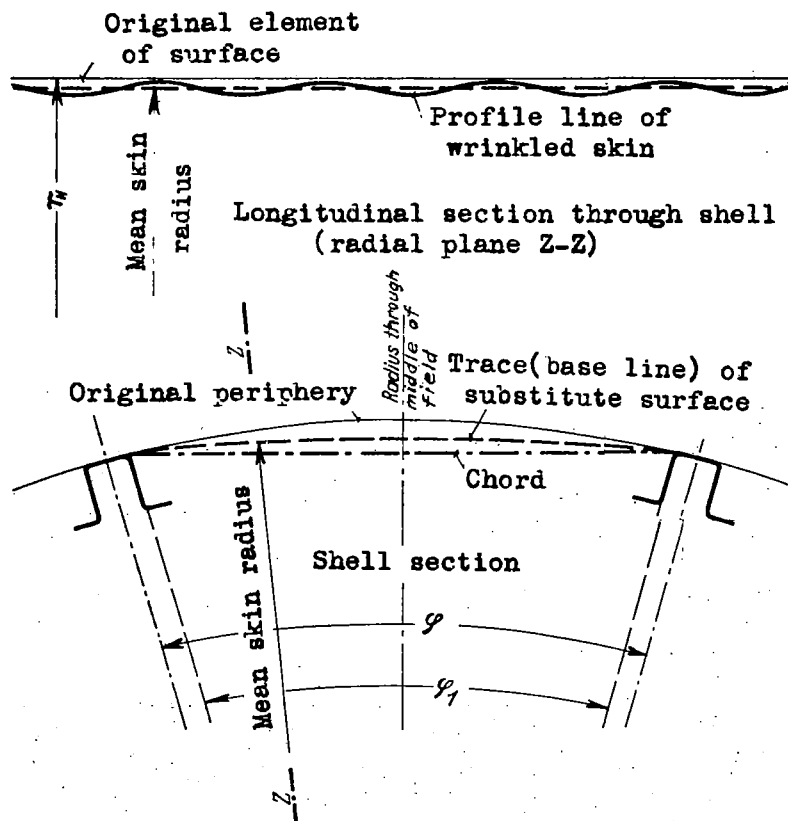 Original element
of surface
Profile line of
wrinkled skin
Mean skin
radius
Longitudinal section through shell
(radial plane Z-Z)
Z
Radius through
middle of
field
Trace(base line) of
substitute surface
Original periphery
Chord
Mean skin radius
Shell section
φ
φ₁
Z